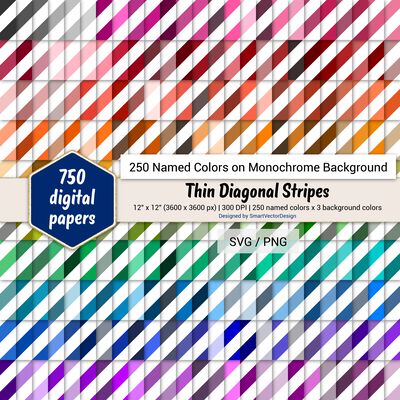 250 Named Colors on Monochrome Background
750
digital
papers
Thin Diagonal Stripes
12" x 12" (3600 x 3600 px) | 300 DPI | 250 named colors x 3 background colors
Designed by SmartVectorDesign
SVG / PNG